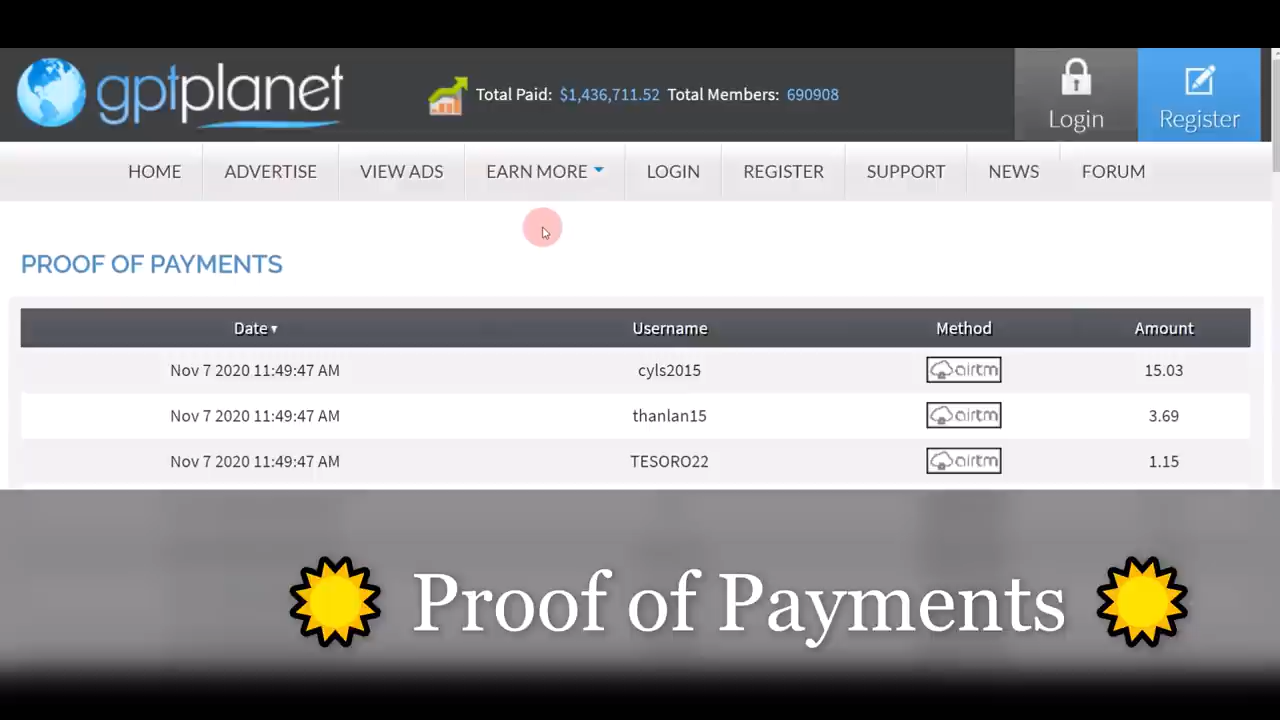 gptplanet
Total Paid: $1,436,711.52 Total Members: 690908
Login
Register
HOME ADVERTISE VIEW ADS EARN MORE LOGIN REGISTER SUPPORT NEWS FORUM
PROOF OF PAYMENTS
Date Username Method Amount
Nov 7 2020 11:49:47 AM cyls2015 airtm 15.03
Nov 7 2020 11:49:47 AM thanlan15 airtm 3.69
Nov 7 2020 11:49:47 AM TESORO22 airtm 1.15
Proof of Payments